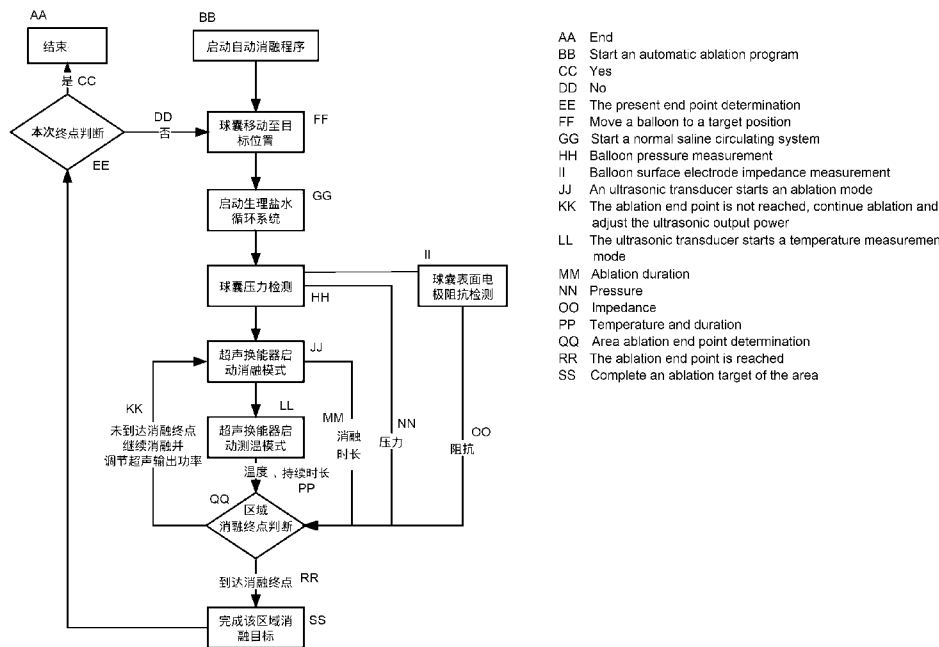 AA
结束
是 CC
本次终点判断
EE
DD
否
BB
启动自动消融程序
球囊移动至目
标位置
FF
启动生理盐水
循环系统
GG
球囊压力检测
HH
II
球囊表面电
极阻抗检测
超声换能器启
动消融模式
JJ
超声换能器启
动测温模式
LL
KK
未到达消融终点
继续消融并
调节超声输出功率
MM
消融
时长
NN
压力
OO
阻抗
温度、持续时长
PP
QQ
区域
消融终点判断
到达消融终点 RR
完成该区域消
融目标
SS
AA End
BB Start an automatic ablation program
CC Yes
DD No
EE The present end point determination
FF Move a balloon to a target position
GG Start a normal saline circulating system
HH Balloon pressure measurement
II Balloon surface electrode impedance measurement
JJ An ultrasonic transducer starts an ablation mode
KK The ablation end point is not reached, continue ablation and
adjust the ultrasonic output power
LL The ultrasonic transducer starts a temperature measuremen
mode
MM Ablation duration
NN Pressure
OO Impedance
PP Temperature and duration
QQ Area ablation end point determination
RR The ablation end point is reached
SS Complete an ablation target of the area